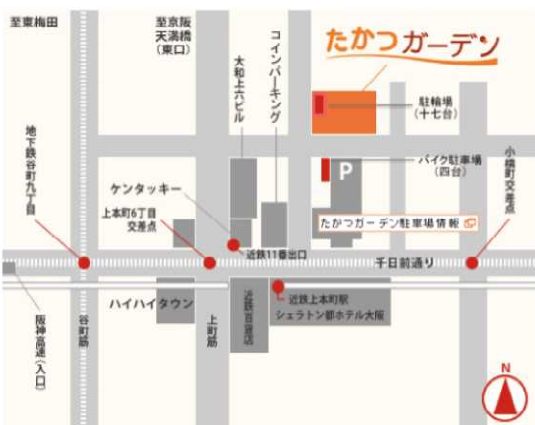 至東梅田
至京阪
天満橋
(東口)
コインパーキング
たかつガーデン
大和上六ビル
駐輪場
(十七台)
地下鉄谷町九丁目
小橋町交差点
バイク駐車場
(四台)
P
ケンタッキー
上本町6丁目
交差点
たかつガーデン駐車場情報
近鉄11番出口
千日前通り
ハイハイタウン
近鉄上本町駅
シェラトン都ホテル大阪
阪神高速(入口)
谷町筋
上町筋
近鉄百貨店
N